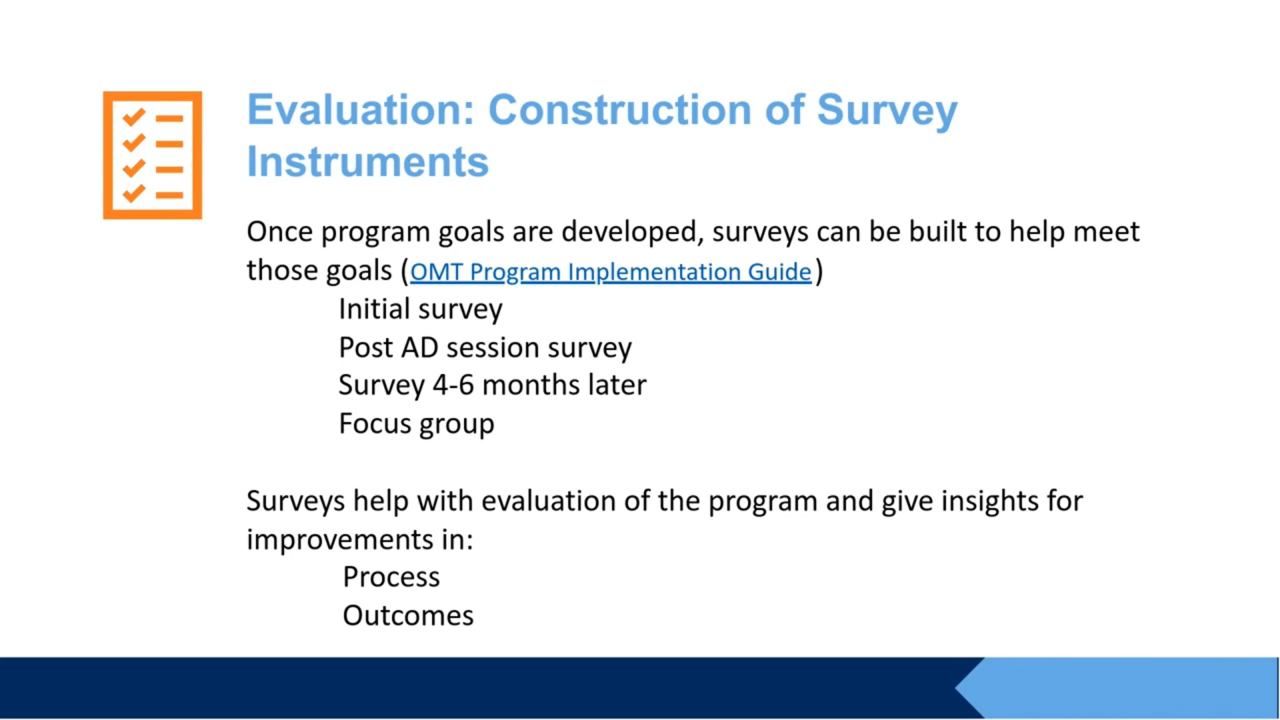 Evaluation: Construction of Survey
Instruments
Once program goals are developed, surveys can be built to help meet
those goals (OMT Program Implementation Guide)
Initial survey
Post AD session survey
Survey 4-6 months later
Focus group
Surveys help with evaluation of the program and give insights for
improvements in:
Process
Outcomes